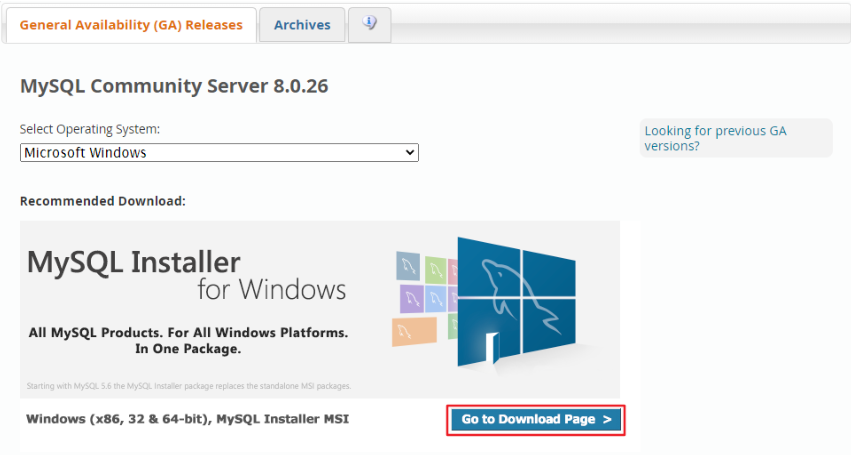 General Availability (GA) Releases
Archives
MySQL Community Server 8.0.26
Select Operating System:
Looking for previous GA
versions?
Microsoft Windows
Recommended Download:
MySQL Installer
for Windows
All MySQL Products. For All Windows Platforms.
In One Package.
Starting with MySQL 5.6 the MySQL Installer package replaces the standalone MSI packages.
Windows (x86, 32 & 64-bit), MySQL Installer MSI
Go to Download Page >